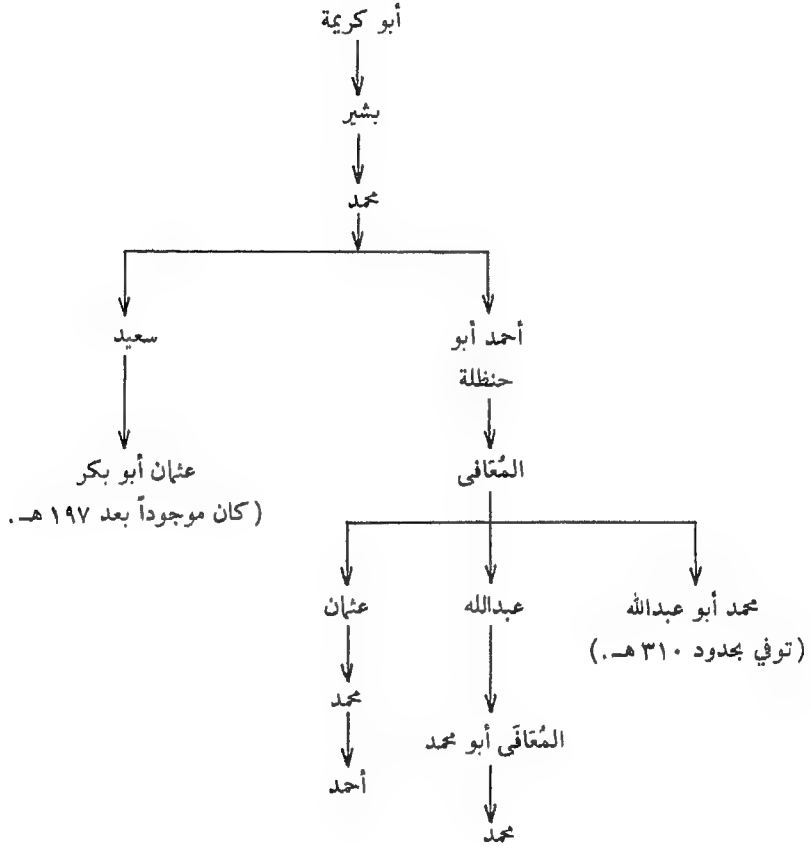 أبو كريمة
بشير
محمد
أحمد أبو
حنظلة
سعيد
المُعَافى
عثمان أبو بكر
(كان موجوداً بعد ١٩٧ هـ.
محمد أبو عبدالله
(توفي بحدود ٣١٠ هـ.)
عبدالله
عثمان
محمد
المُعَافَى أبو محمد
أحمد
محمد